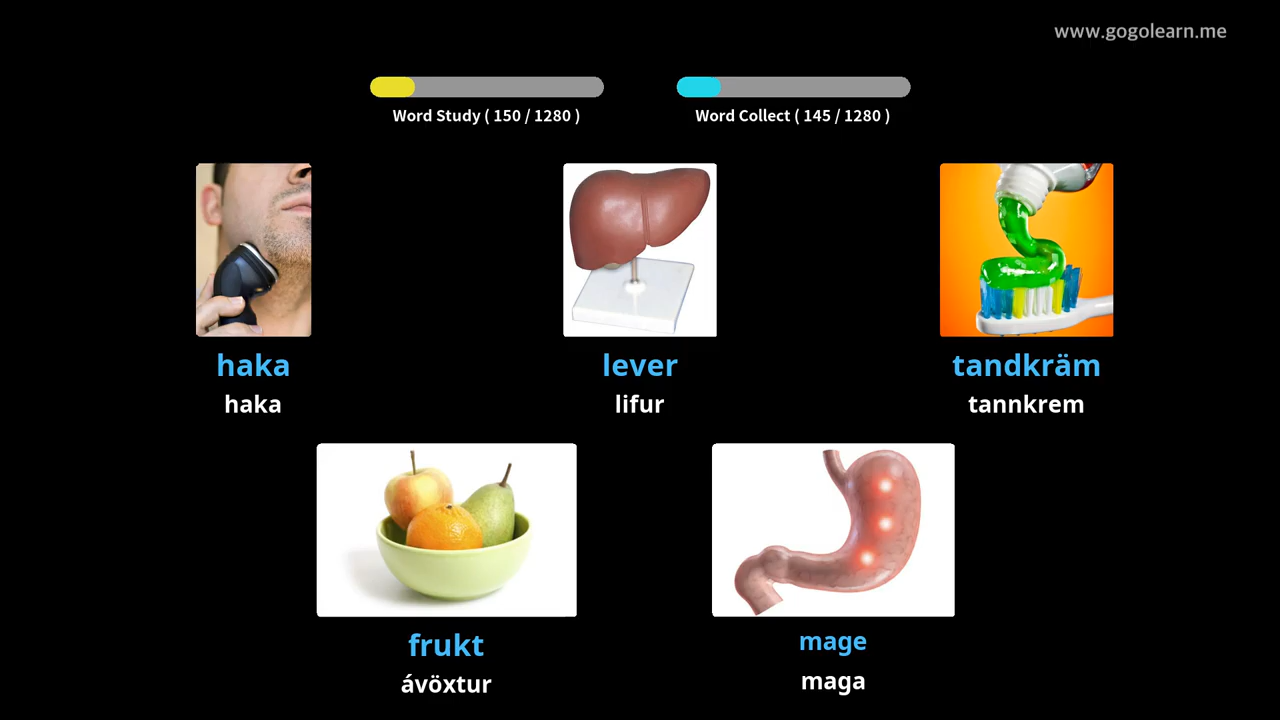 www.gogolearn.me
Word Study ( 150 / 1280 )
Word Collect ( 145 / 1280 )
haka
haka
lever
lifur
tandkräm
tannkrem
frukt
ávöxtur
mage
maga